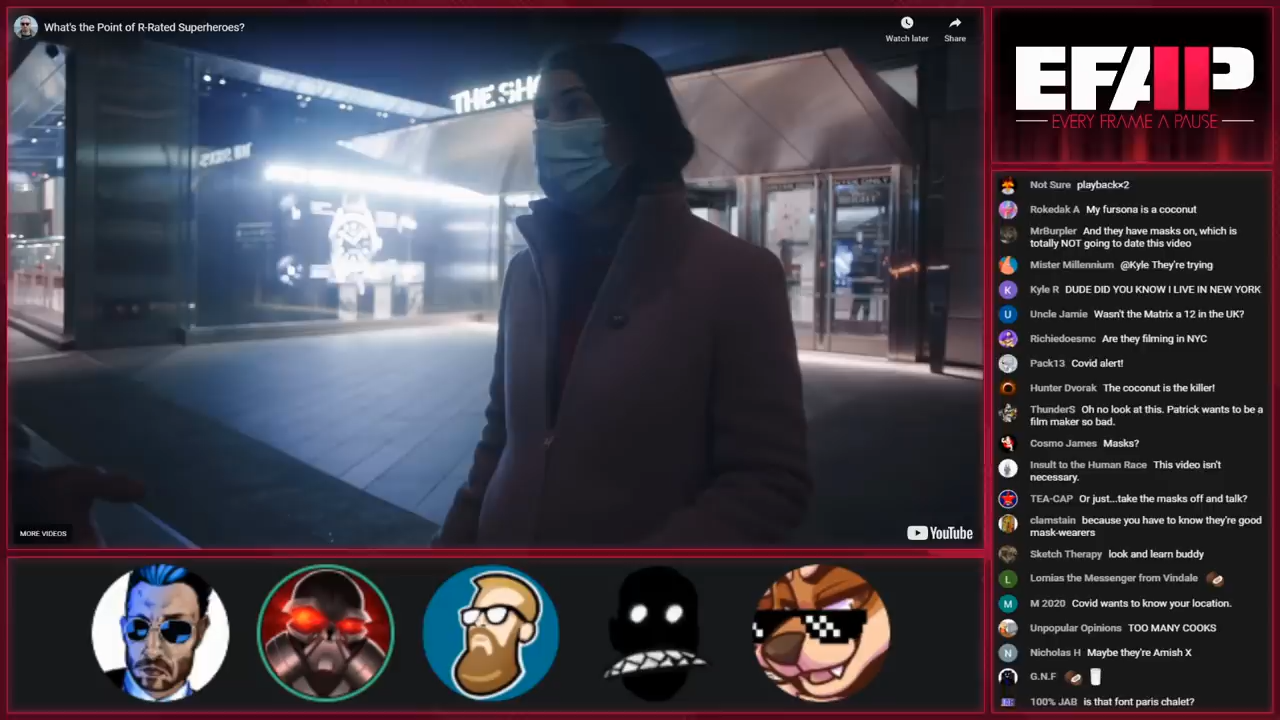 What's the Point of R-Rated Superheroes?
Watch later
Share
THE SH
MORE VIDEOS
YouTube
EFAP
EVERY FRAME A PAUSE
Not Sure playback×2
Rokedak A My fursona is a coconut
MrBurpler And they have masks on, which is
totally NOT going to date this video
Mister Millennium @Kyle They're trying
K
Kyle R DUDE DID YOU KNOW I LIVE IN NEW YORK
U
Uncle Jamie Wasn't the Matrix a 12 in the UK?
Richiedoesmc Are they filming in NYC
Pack13 Covid alert!
Hunter Dvorak The coconut is the killer!
ThunderS Oh no look at this. Patrick wants to be a
film maker so bad.
Cosmo James Masks?
Insult to the Human Race This video isn't
necessary.
TEA-CAP Or just...take the masks off and talk?
clamstain because you have to know they're good
mask-wearers
Sketch Therapy look and learn buddy
L
Lomias the Messenger from Vindale
M
M 2020 Covid wants to know your location.
Unpopular Opinions TOO MANY COOKS
N
Nicholas H Maybe they're Amish X
G.N.F
100% JAB is that font paris chalet?